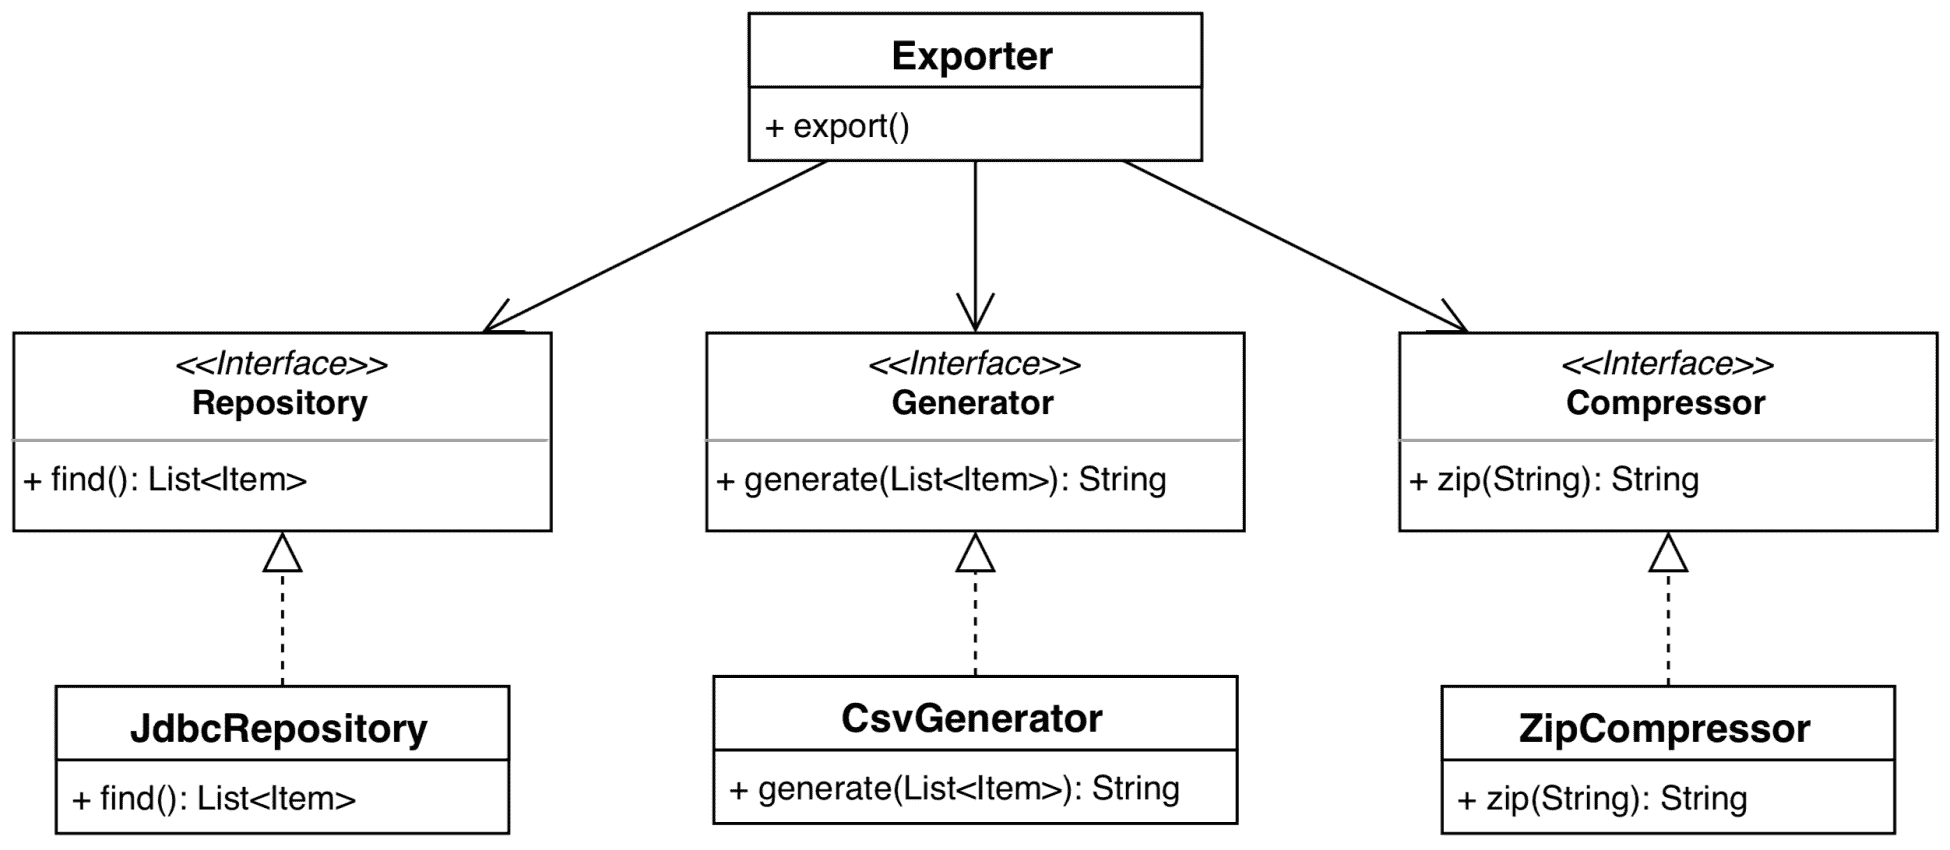 Exporter
+ export()
<<Interface>>
Repository
+ find(): List<Item>
<<Interface>>
Generator
+ generate(List<Item>): String
<<Interface>>
Compressor
+ zip(String): String
JdbcRepository
+ find(): List<Item>
CsvGenerator
+ generate(List<Item>): String
ZipCompressor
+ zip(String): String